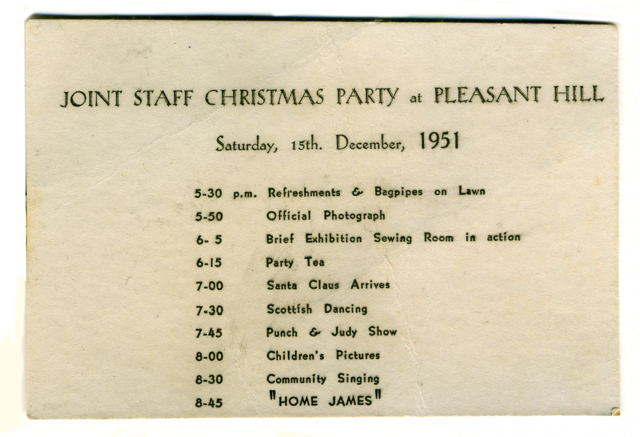 JOINT STAFF CHRISTMAS PARTY at PLEASANT HILL
Saturday, 15th. December, 1951
5-30 p.m. Refreshments & Bagpipes on Lawn
5-50 Official Photograph
6- 5 Brief Exhibition Sewing Room in action
6-15 Party Tea
7-00 Santa Claus Arrives
7-30 Scottish Dancing
7-45 Punch & Judy Show
8-00 Children's Pictures
8-30 Community Singing
8-45 "HOME JAMES"